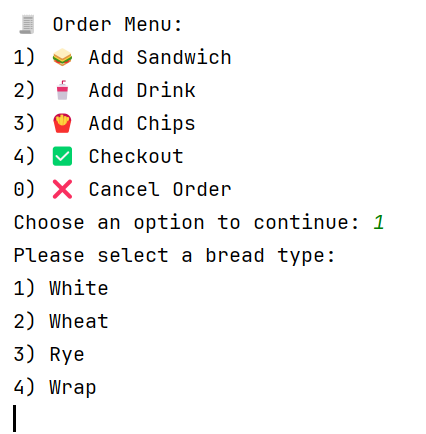 🧾 Order Menu:
1) 🥪 Add Sandwich
2) 🥤 Add Drink
3) 🍟 Add Chips
4) ✅ Checkout
0) ❌ Cancel Order
Choose an option to continue: 1
Please select a bread type:
1) White
2) Wheat
3) Rye
4) Wrap